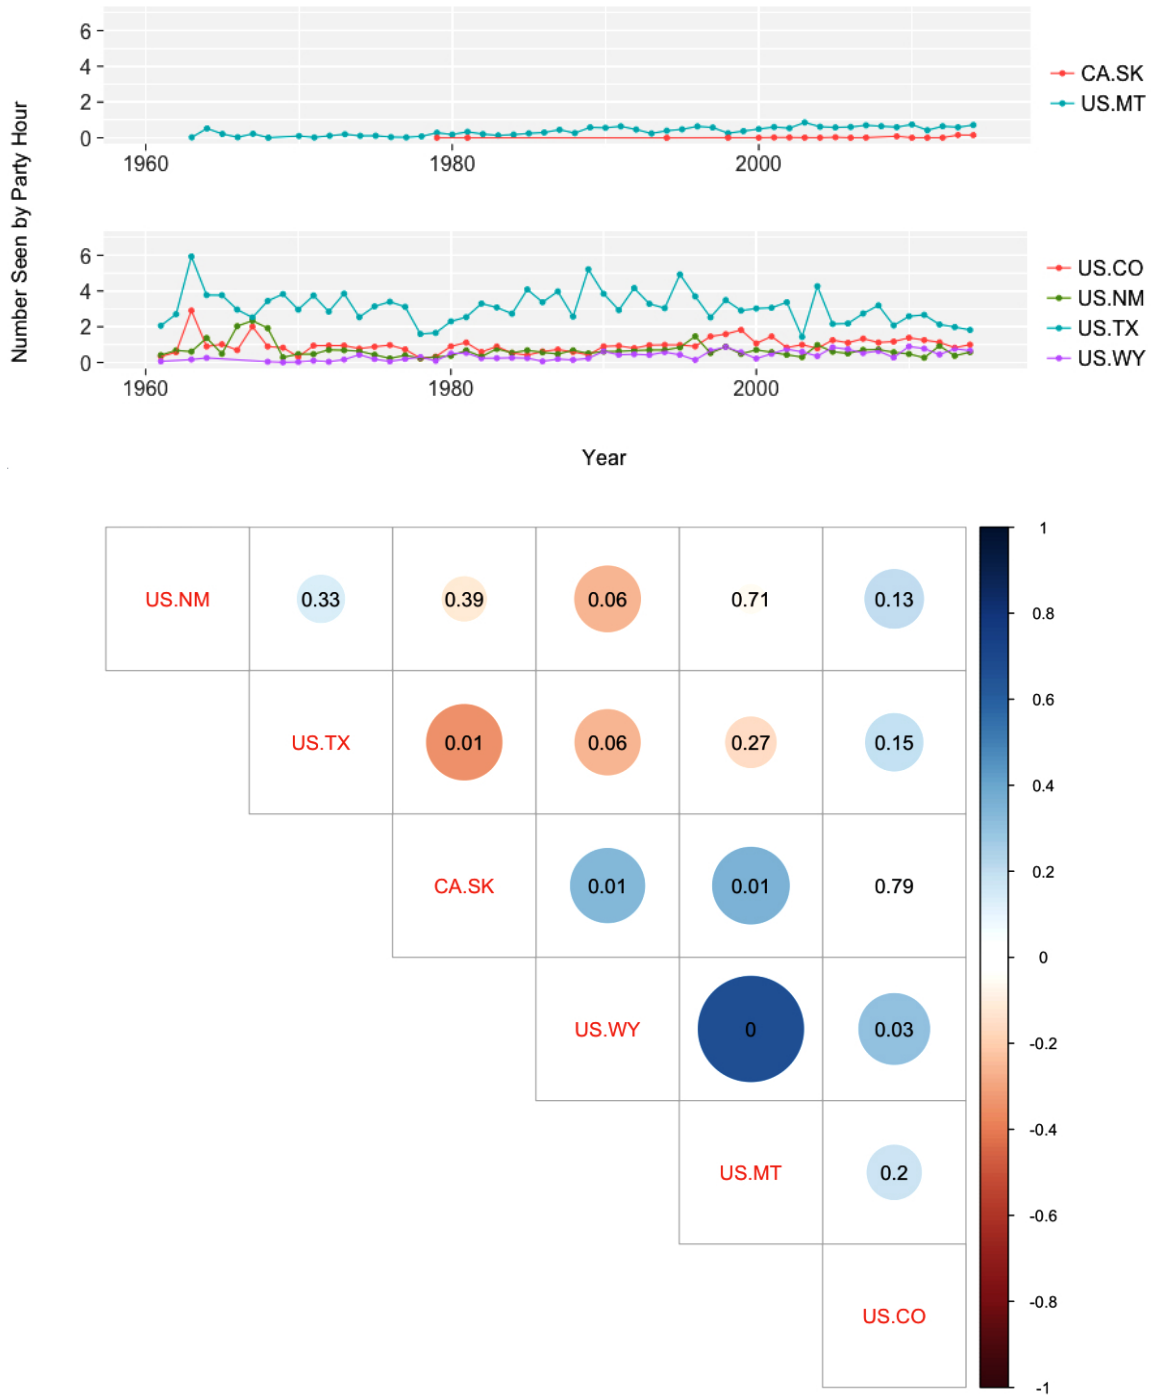 Number Seen by Party Hour
6
4
2
0
1960 1980 2000
CA.SK
US.MT
6
4
2
0
1960 1980 2000
US.CO
US.NM
US.TX
US.WY
Year
US.NM 0.33 0.39 0.06 0.71 0.13
US.TX 0.01 0.06 0.27 0.15
CA.SK 0.01 0.01 0.79
US.WY 0 0.03
US.MT 0.2
US.CO
1
0.8
0.6
0.4
0.2
0
-0.2
-0.4
-0.6
-0.8
-1